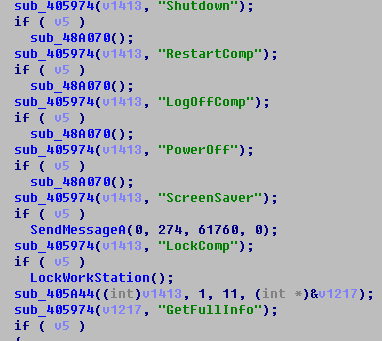 sub_405974(v1413, "Shutdown");
if ( v5 )
sub_48A070();
sub_405974(v1413, "RestartComp");
if ( v5 )
sub_48A070();
sub_405974(v1413, "LogOffComp");
if ( v5 )
sub_48A070();
sub_405974(v1413, "PowerOff");
if ( v5 )
sub_48A070();
sub_405974(v1413, "ScreenSaver");
if ( v5 )
SendMessageA(0, 274, 61760, 0);
sub_405974(v1413, "LockComp");
if ( v5 )
LockWorkStation();
sub_405A44((int)v1413, 1, 11, (int *)&v1217);
sub_405974(v1217, "GetFullInfo");
if ( v5 )